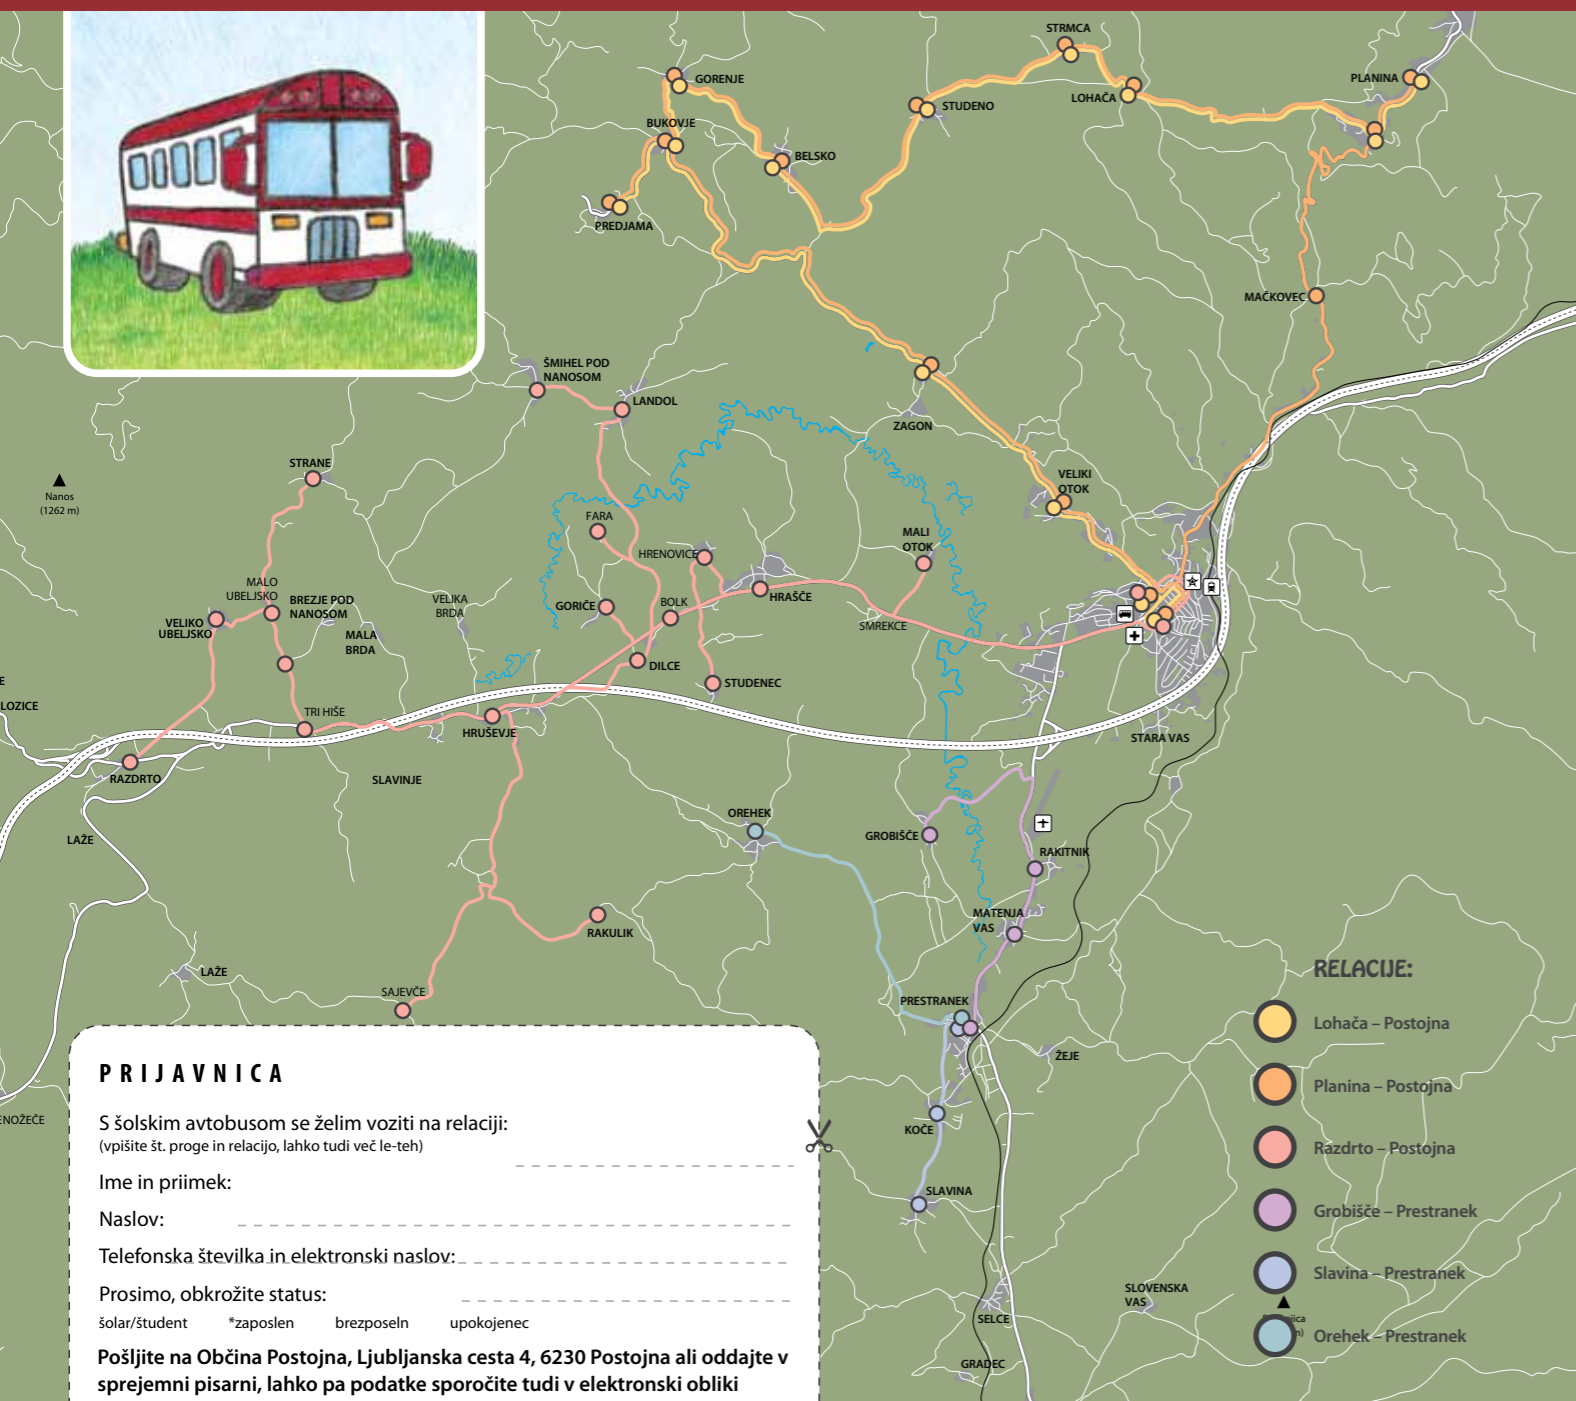 STRMCA
GORENJE
PLANINA
LOHAČA
STUDENO
BUKOVJE
BELSKO
PREDJAMA
MAČKOVEC
ŠMIHEL POD
NANOSOM
LANDOL
ZAGON
STRANE
VELIKI
OTOK
Nanos
(1262 m)
FARA
MALI
OTOK
HRENOVICE
MALO
UBELJSKO
BREZJE POD
NANOSOM
VELIKA
BRDA
GORIČE
BOLK
HRAŠČE
VELIKO
UBELJSKO
MALA
BRDA
SMREKCE
DILCE
STUDENEC
E
LOZICE
TRI HIŠE
HRUŠEVJE
STARA VAS
RAZDRTO
SLAVINJE
OREHEK
LAŽE
GROBIŠČE
RAKITNIK
MATENJA
VAS
RAKULIK
LAŽE
SAJEVČE
PRESTRANEK
ŽEJE
ENOŽEČE
KOČE
SLAVINA
SLOVENSKA
VAS
SELCE
GRADEC
RELACIJE:
Lohača – Postojna
Planina – Postojna
Razdrto – Postojna
Grobišče – Prestranek
Slavina – Prestranek
Orehek – Prestranek
PRIJAVNICA
S šolskim avtobusom se želim voziti na relaciji:
(vpišite št. proge in relacijo, lahko tudi več le-teh)
Ime in priimek:
Naslov:
Telefonska številka in elektronski naslov:
Prosimo, obkrožite status:
šolar/študent *zaposlen brezposeln upokojenec
Pošljite na Občina Postojna, Ljubljanska cesta 4, 6230 Postojna ali oddajte v
sprejemni pisarni, lahko pa podatke sporočite tudi v elektronski obliki